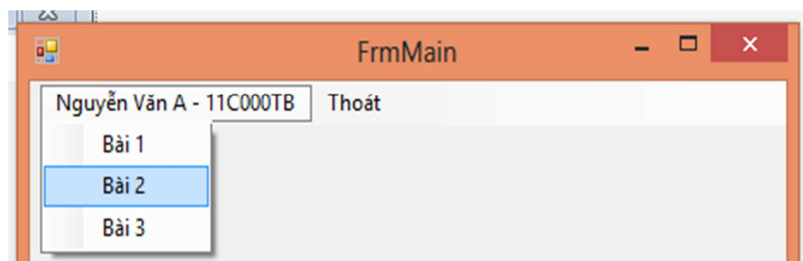 FrmMain
Nguyễn Văn A - 11C000TB Thoát
Bài 1
Bài 2
Bài 3